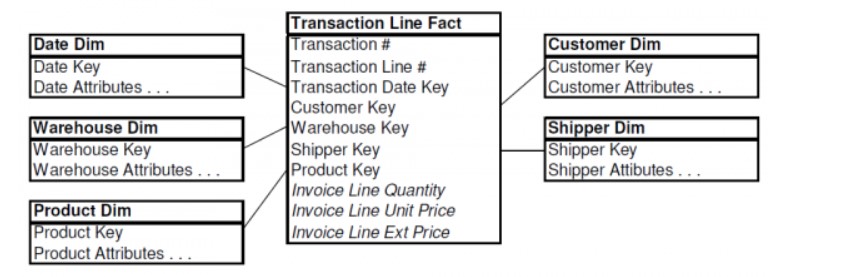 Date Dim
Date Key
Date Attributes . . .
Warehouse Dim
Warehouse Key
Warehouse Attributes . . .
Product Dim
Product Key
Product Attributes . . .
Transaction Line Fact
Transaction #
Transaction Line #
Transaction Date Key
Customer Key
Warehouse Key
Shipper Key
Product Key
Invoice Line Quantity
Invoice Line Unit Price
Invoice Line Ext Price
Customer Dim
Customer Key
Customer Attributes . . .
Shipper Dim
Shipper Key
Shipper Attibutes . . .